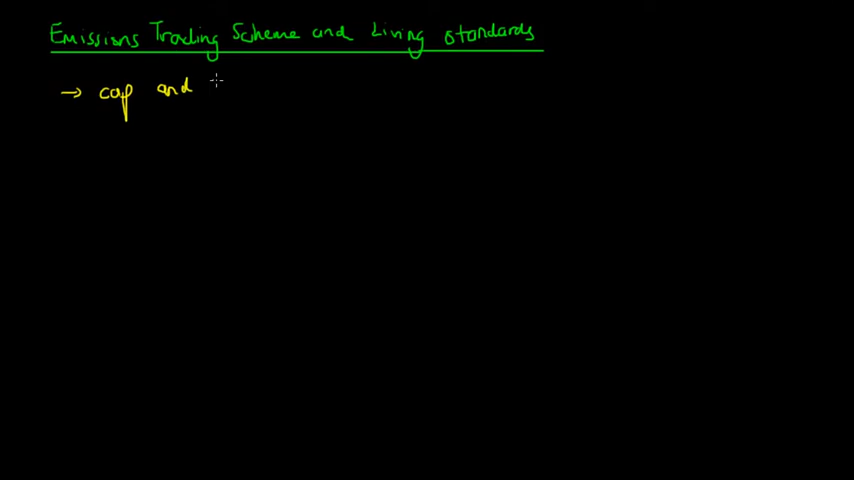 Emissions Trading Scheme and Living standards
→ cap and